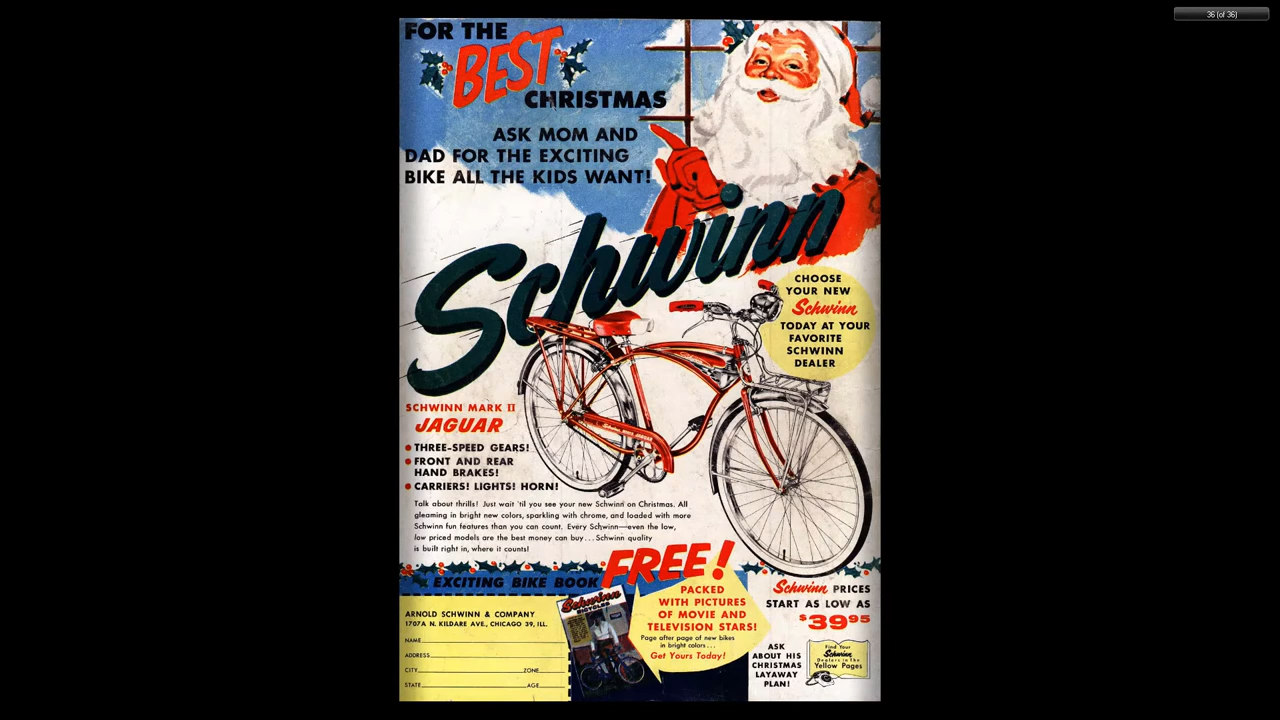 36 (of 36)
FOR THE
BEST
CHRISTMAS
ASK MOM AND
DAD FOR THE EXCITING
BIKE ALL THE KIDS WANT!
Schwinn
CHOOSE
YOUR NEW
Schwinn
TODAY AT YOUR
FAVORITE
SCHWINN
DEALER
SCHWINN MARK II
JAGUAR
• THREE-SPEED GEARS!
• FRONT AND REAR
HAND BRAKES!
• CARRIERS! LIGHTS! HORN!
Talk about thrills! Just wait 'til you see your new Schwinn on Christmas. All
gleaming in bright new colors, sparkling with chrome, and loaded with more
Schwinn fun features than you can count. Every Schwinn—even the low,
low priced models are the best money can buy...Schwinn quality
is built right in, where it counts!
EXCITING BIKE BOOK FREE!
ARNOLD SCHWINN & COMPANY
1707A N. KILDARE AVE., CHICAGO 39, ILL.
NAME
ADDRESS
CITY ZONE
STATE AGE
Schwinn
BICYCLES
PACKED
WITH PICTURES
OF MOVIE AND
TELEVISION STARS!
Page after page of new bikes
in bright colors...
Get Yours Today!
Schwinn PRICES
START AS LOW AS
$39.95
ASK
ABOUT HIS
CHRISTMAS
LAYAWAY
PLAN!
Find Your
Schwinn
Dealers in The
Yellow Pages